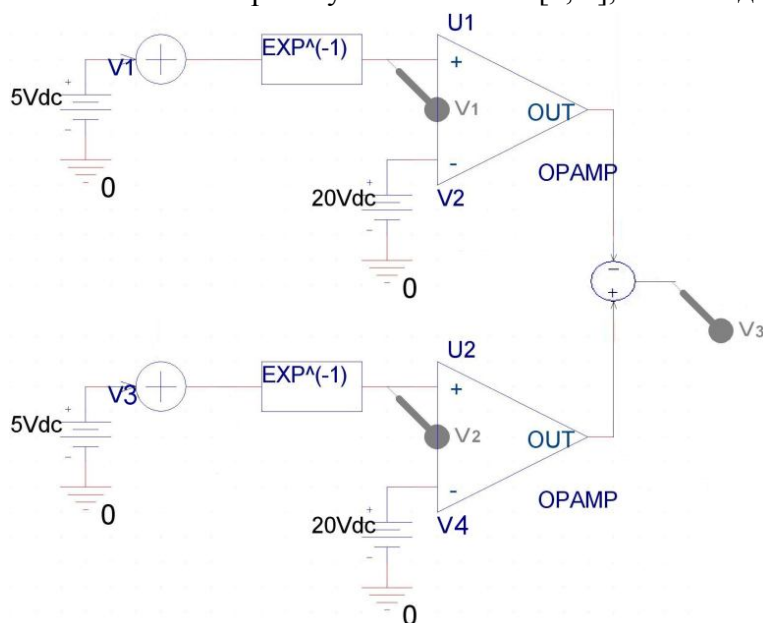 U1
EXP^(-1)
V1
+
+
5Vdc
V1
OUT
-
OPAMP
0
20Vdc
V2
0
-
+
V3
U2
EXP^(-1)
V3
+
+
5Vdc
V2
OUT
-
OPAMP
0
20Vdc
V4
0